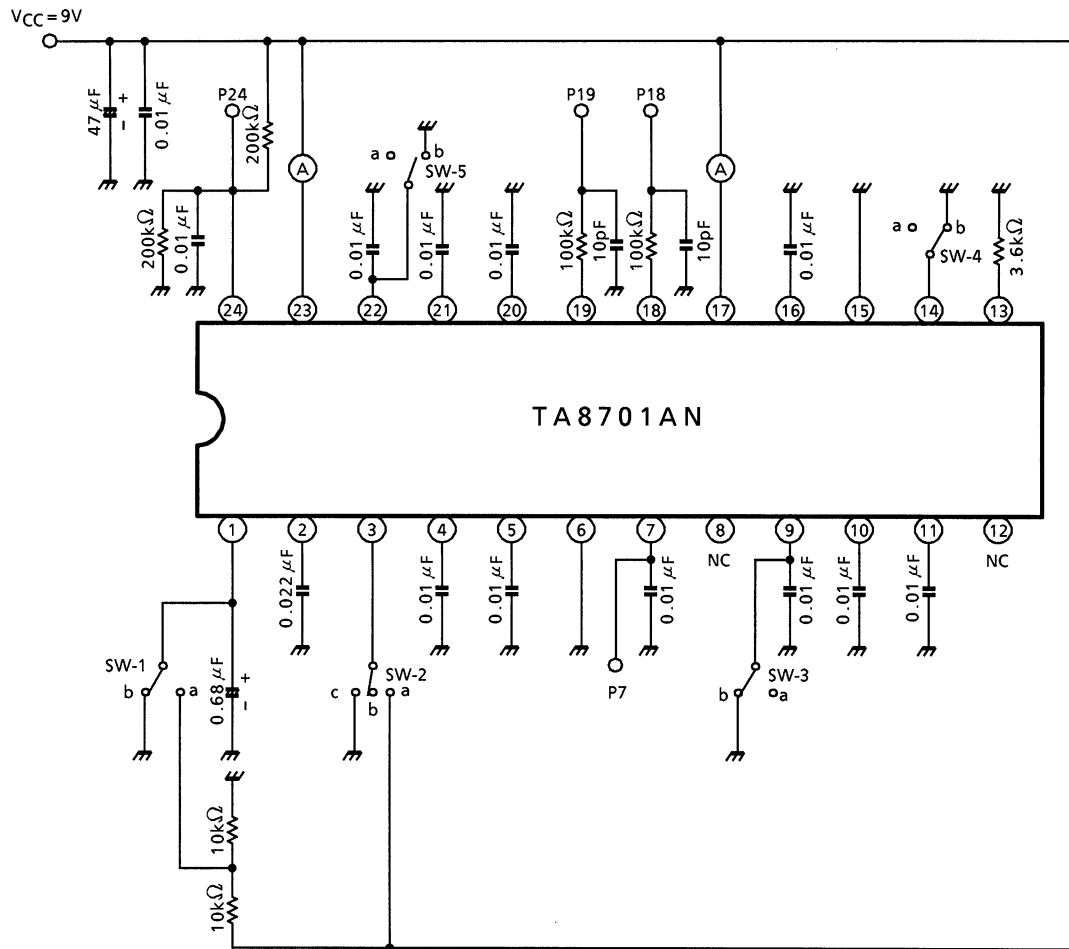 VCC = 9V
47 μF
+
−
0.01 μF
P24
200kΩ
A
200kΩ
0.01 μF
a
b
SW-5
0.01 μF
0.01 μF
0.01 μF
P19
P18
100kΩ
10pF
100kΩ
10pF
A
0.01 μF
a
b
SW-4
3.6kΩ
24
23
22
21
20
19
18
17
16
15
14
13
TA8701AN
1
2
3
4
5
6
7
8
9
10
11
12
NC
NC
0.022 μF
0.01 μF
0.01 μF
0.01 μF
0.01 μF
0.01 μF
0.01 μF
SW-1
b
a
0.68 μF
+
−
SW-2
c
b
a
P7
SW-3
b
a
10kΩ
10kΩ